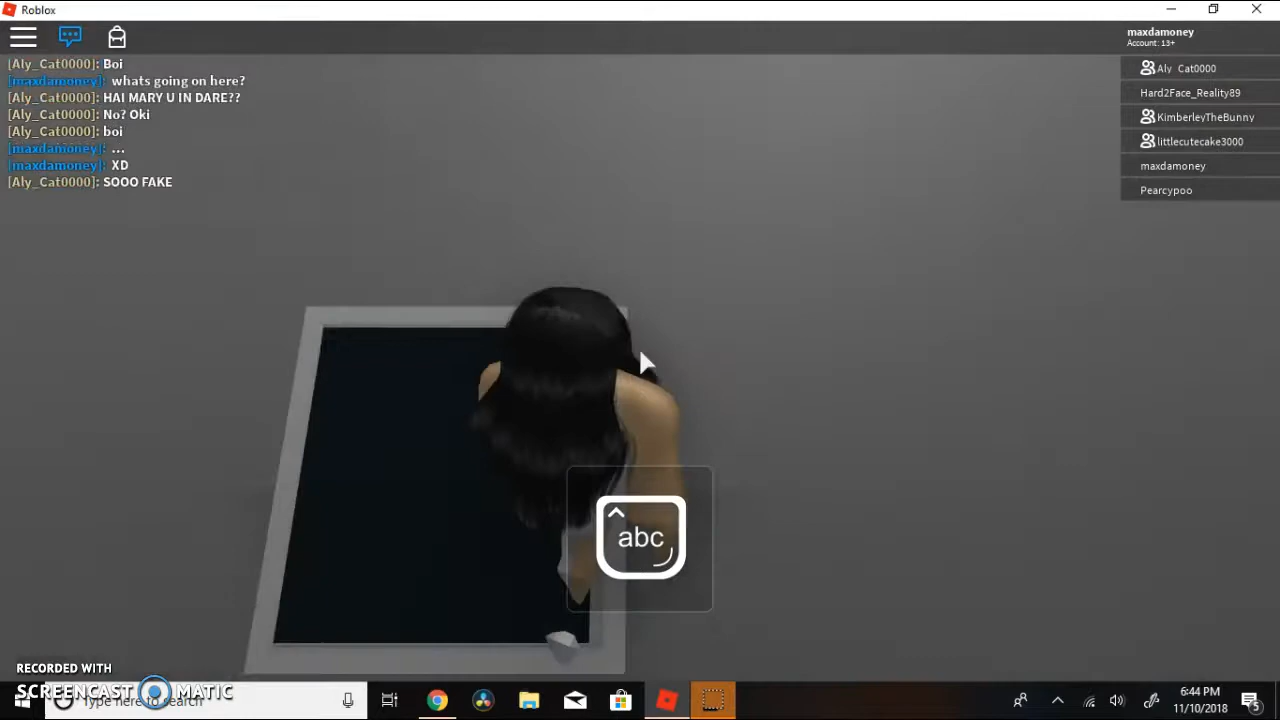 Roblox
maxdamoney
Account: 13+
[Aly_Cat0000]: Boi
[maxdamoney]: whats going on here?
[Aly_Cat0000]: HAI MARY U IN DARE??
[Aly_Cat0000]: No? Oki
[Aly_Cat0000]: boi
[maxdamoney]: ...
[maxdamoney]: XD
[Aly_Cat0000]: SOOO FAKE
Aly_Cat0000
Hard2Face_Reality89
KimberleyTheBunny
littlecutecake3000
maxdamoney
Pearcypoo
abc
RECORDED WITH
SCREENCAST MATIC
Type here to search
6:44 PM
11/10/2018
5